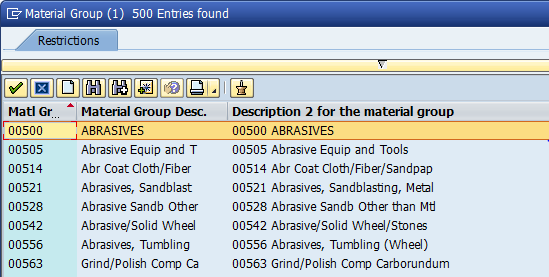 Material Group (1) 500 Entries found
Restrictions
Matl Gr... Material Group Desc. Description 2 for the material group
00500 ABRASIVES 00500 ABRASIVES
00505 Abrasive Equip and T 00505 Abrasive Equip and Tools
00514 Abr Coat Cloth/Fiber 00514 Abr Coat Cloth/Fiber/Sandpap
00521 Abrasives, Sandblast 00521 Abrasives, Sandblasting, Metal
00528 Abrasive Sandb Other 00528 Abrasive Sandb Other than Mtl
00542 Abrasive/Solid Wheel 00542 Abrasive/Solid Wheels/Stones
00556 Abrasives, Tumbling 00556 Abrasives, Tumbling (Wheel)
00563 Grind/Polish Comp Ca 00563 Grind/Polish Comp Carborundum